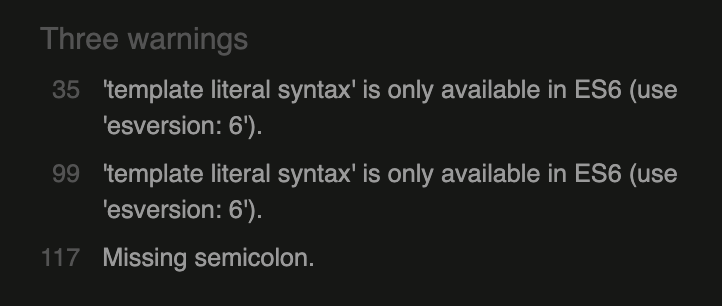 Three warnings
35 'template literal syntax' is only available in ES6 (use
'esversion: 6').
99 'template literal syntax' is only available in ES6 (use
'esversion: 6').
117 Missing semicolon.